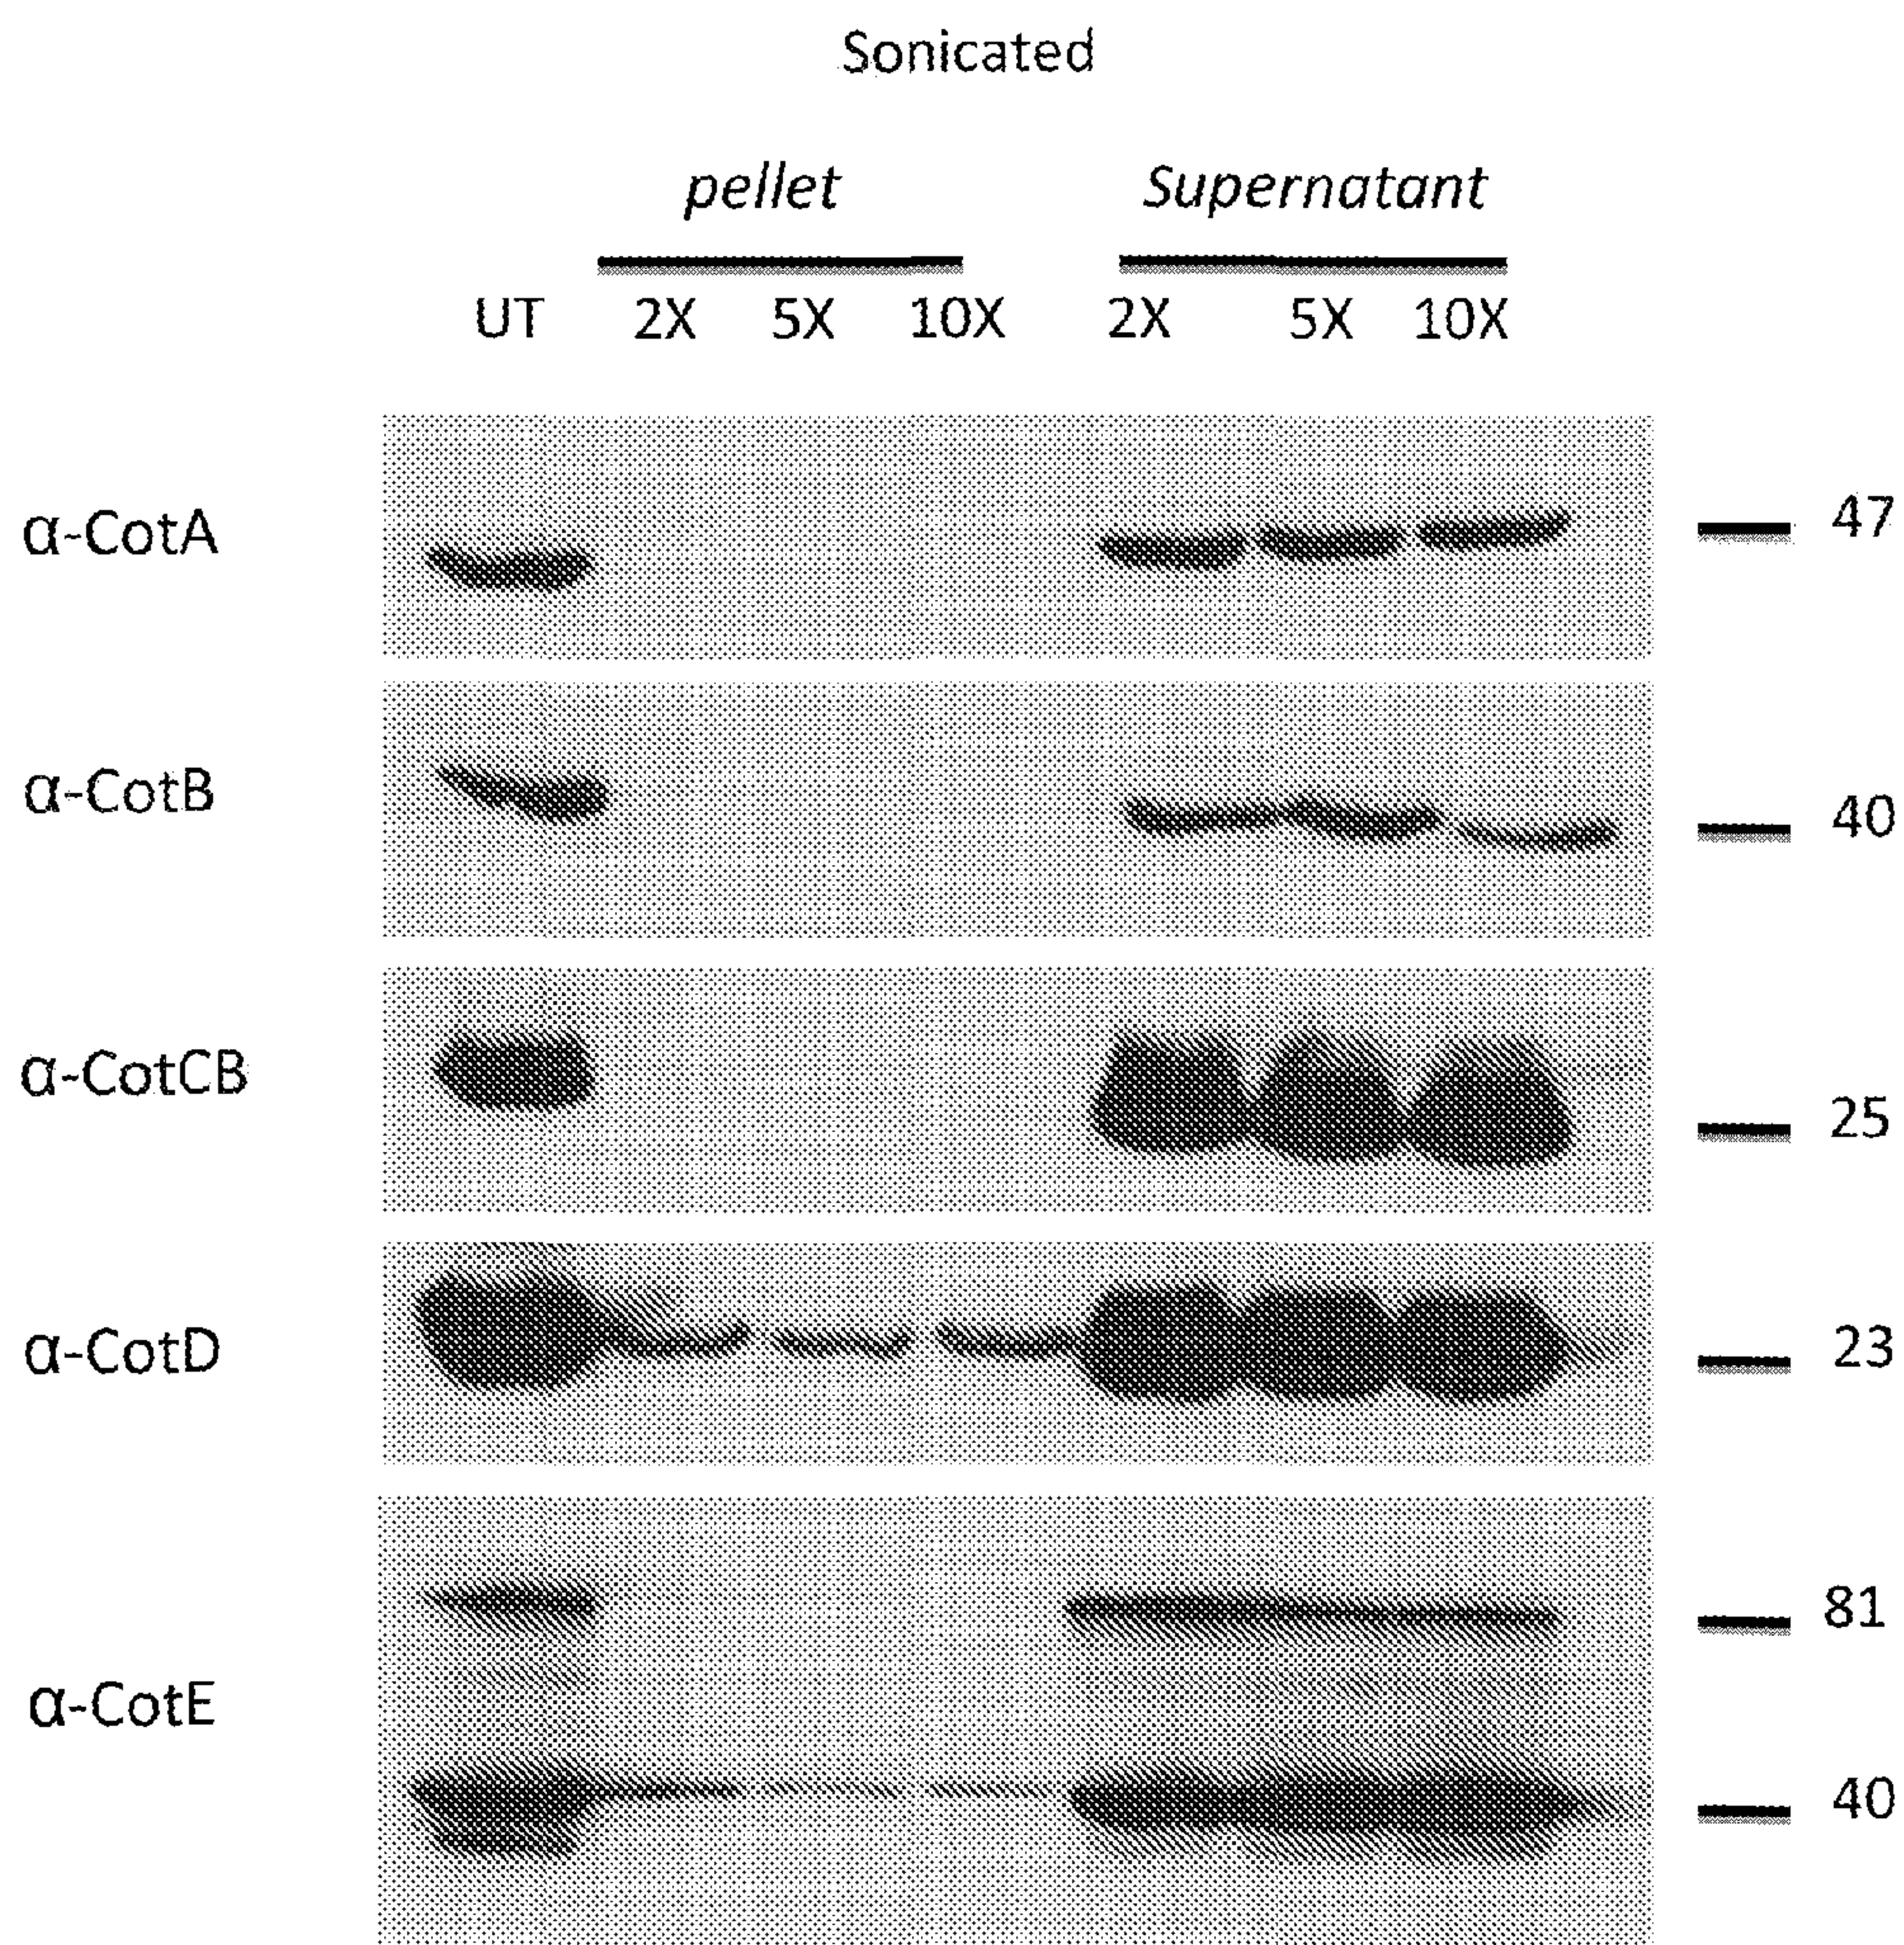 Sonicated
pellet Supernatant
UT 2X 5X 10X 2X 5X 10X
α-CotA 47
α-CotB 40
α-CotCB 25
α-CotD 23
81
α-CotE
40